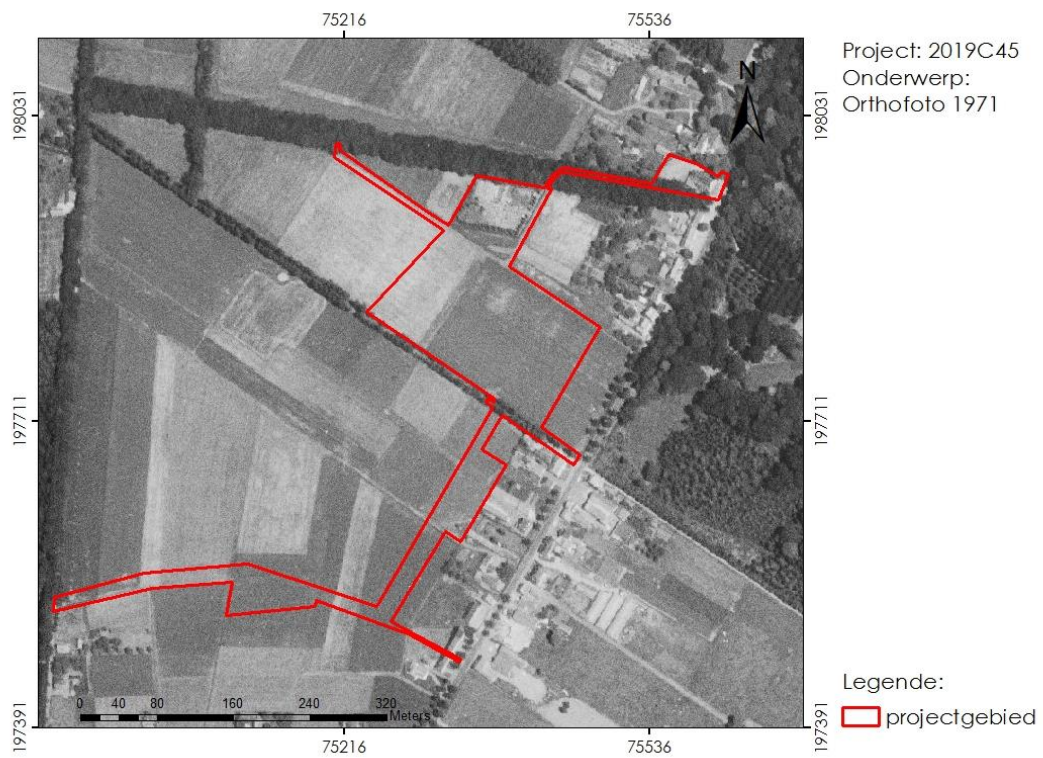 75216 75536
Project: 2019C45
Onderwerp:
Orthofoto 1971
N
198031 198031
197711 197711
197391 197391
0 40 80 160 240 320
Meters
75216 75536
Legende:
projectgebied